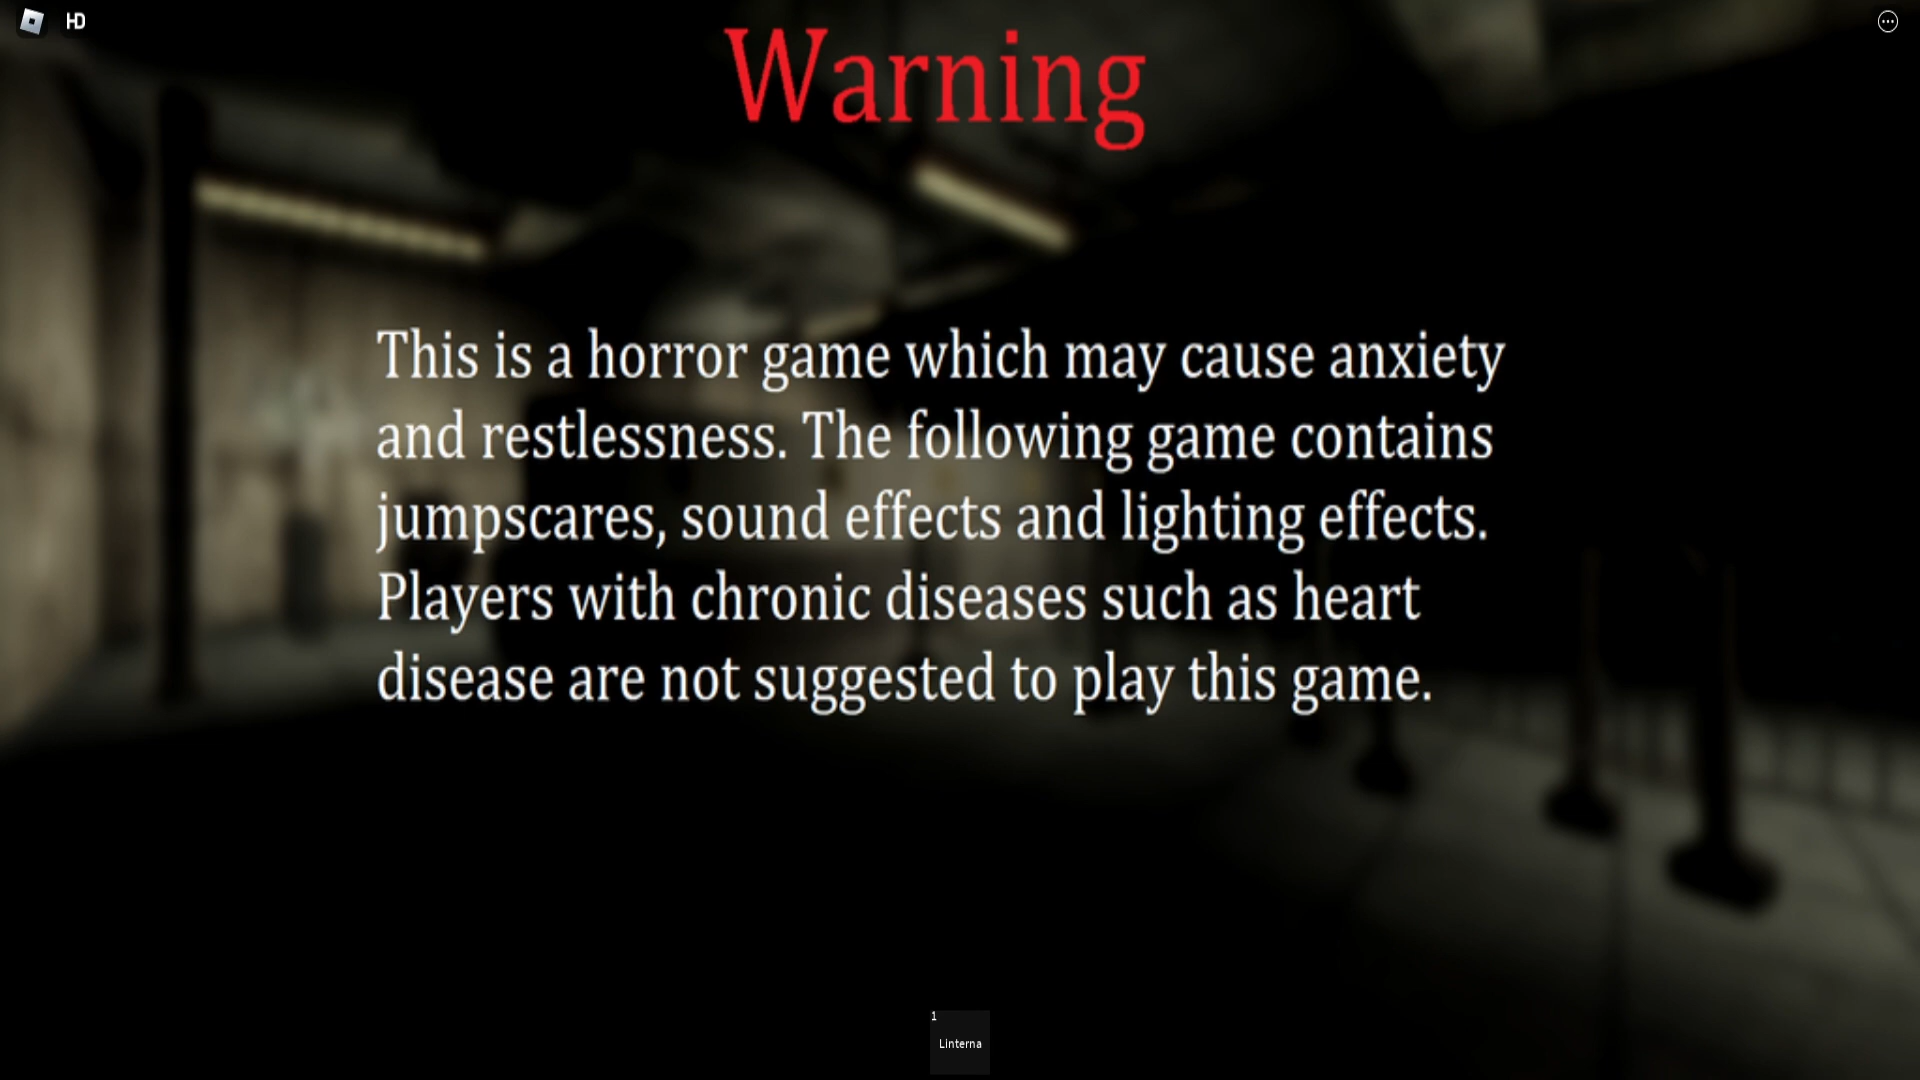 HD
Warning
This is a horror game which may cause anxiety
and restlessness. The following game contains
jumpscares, sound effects and lighting effects.
Players with chronic diseases such as heart
disease are not suggested to play this game.
1
Linterna